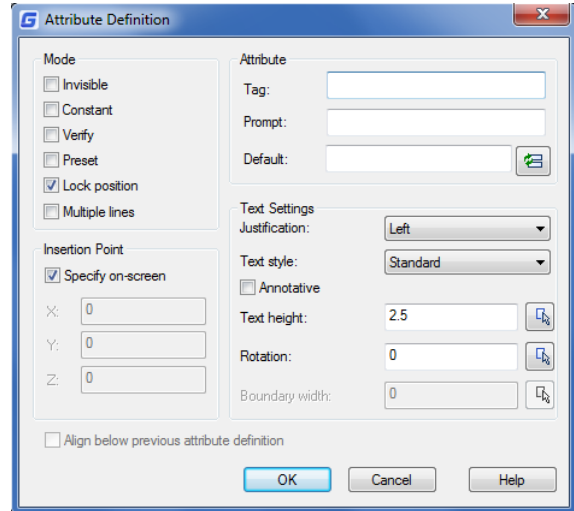 Attribute Definition
Mode
Invisible
Constant
Verify
Preset
Lock position
Multiple lines
Attribute
Tag:
Prompt:
Default:
Insertion Point
Specify on-screen
X: 0
Y: 0
Z: 0
Text Settings
Justification: Left
Text style: Standard
Annotative
Text height: 2.5
Rotation: 0
Boundary width: 0
Align below previous attribute definition
OK Cancel Help